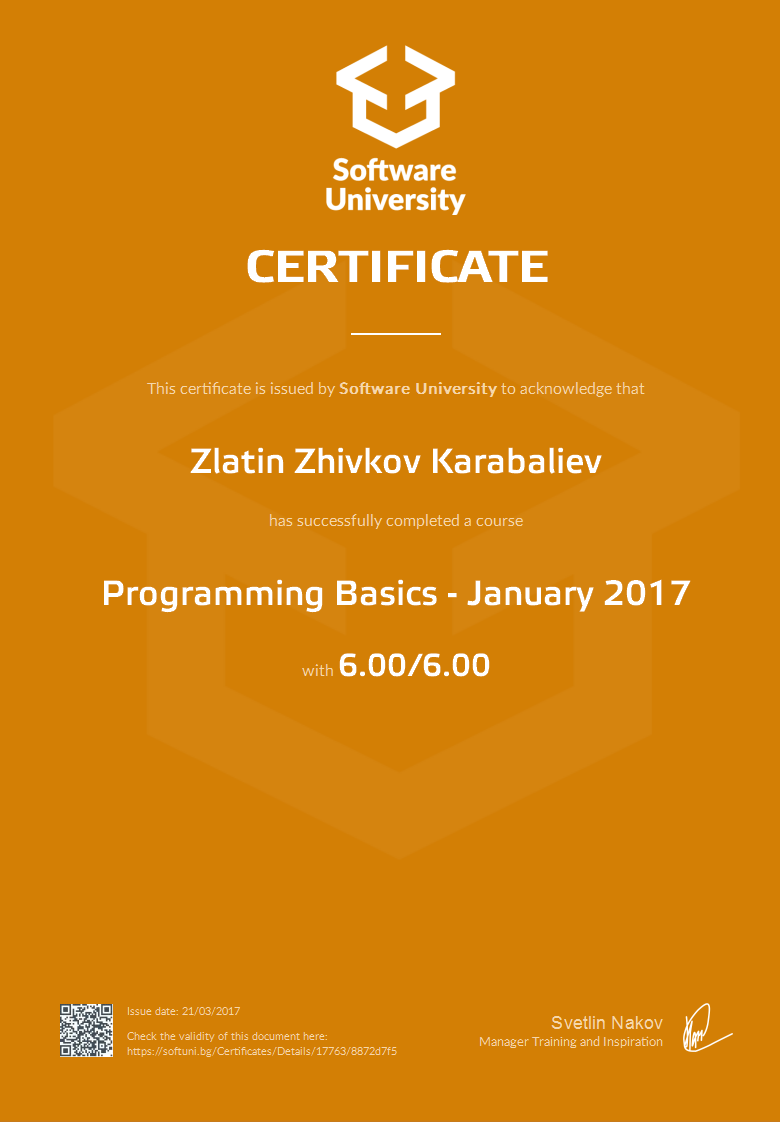 Software
University
CERTIFICATE
This certificate is issued by Software University to acknowledge that
Zlatin Zhivkov Karabaliev
has successfully completed a course
Programming Basics - January 2017
with 6.00/6.00
Issue date: 21/03/2017
Check the validity of this document here:
https://softuni.bg/Certificates/Details/17763/8872d7f5
Svetlin Nakov
Manager Training and Inspiration